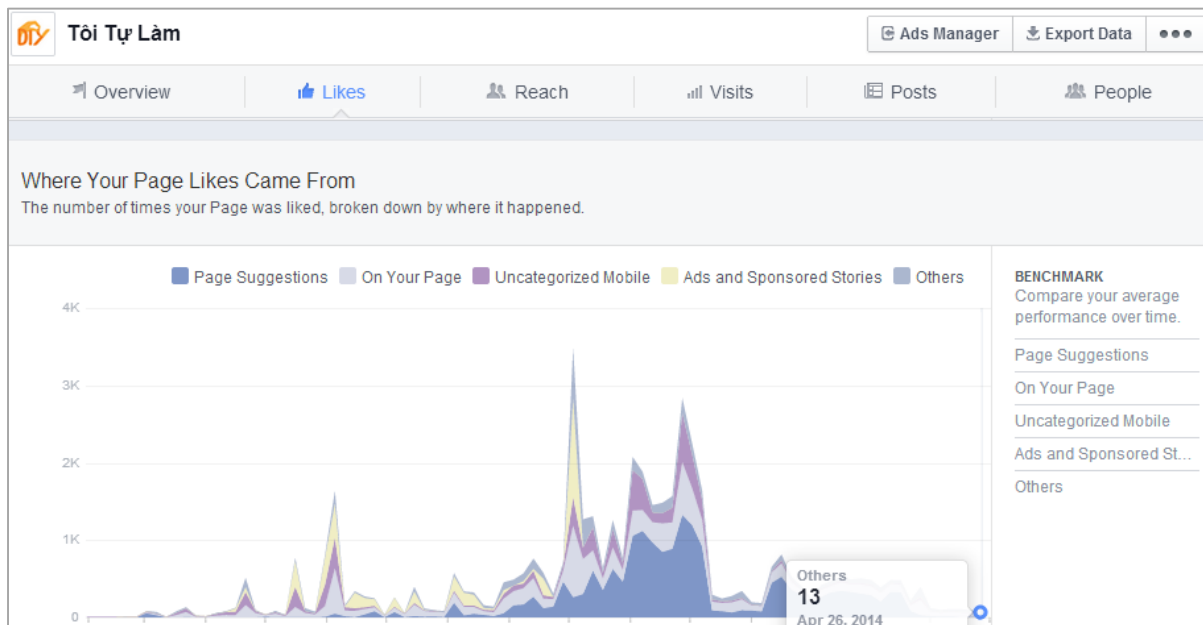 DIY
Tôi Tự Làm
Ads Manager
Export Data
Overview
Likes
Reach
Visits
Posts
People
Where Your Page Likes Came From
The number of times your Page was liked, broken down by where it happened.
Page Suggestions
On Your Page
Uncategorized Mobile
Ads and Sponsored Stories
Others
4K
3K
2K
1K
0
Others
13
Apr 26, 2014
BENCHMARK
Compare your average
performance over time.
Page Suggestions
On Your Page
Uncategorized Mobile
Ads and Sponsored St...
Others